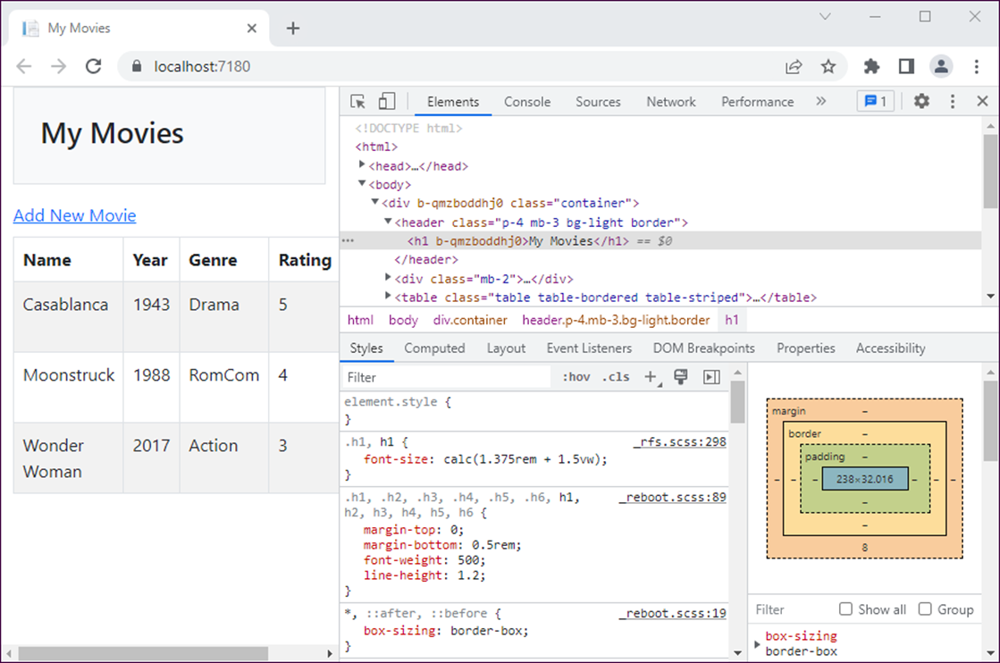 My Movies
localhost:7180
My Movies
Add New Movie
Name Year Genre Rating
Casablanca 1943 Drama 5
Moonstruck 1988 RomCom 4
Wonder Woman 2017 Action 3
Elements Console Sources Network Performance » 1
<!DOCTYPE html>
<html>
<head>…</head>
<body>
<div b-qmzboddhj0 class="container">
<header class="p-4 mb-3 bg-light border">
<h1 b-qmzboddhj0>My Movies</h1> == $0
</header>
<div class="mb-2">…</div>
<table class="table table-bordered table-striped">…</table>
html body div.container header.p-4.mb-3.bg-light.border h1
Styles Computed Layout Event Listeners DOM Breakpoints Properties Accessibility
Filter :hov .cls +
element.style {
}
.h1, h1 { _rfs.scss:298
font-size: calc(1.375rem + 1.5vw);
}
.h1, .h2, .h3, .h4, .h5, .h6, h1, _reboot.scss:89
h2, h3, h4, h5, h6 {
margin-top: 0;
margin-bottom: 0.5rem;
font-weight: 500;
line-height: 1.2;
}
*, ::after, ::before { _reboot.scss:19
box-sizing: border-box;
}
margin –
border –
padding –
– – – 238×32.016 – – –
–
–
8
Filter Show all Group
box-sizing
border-box